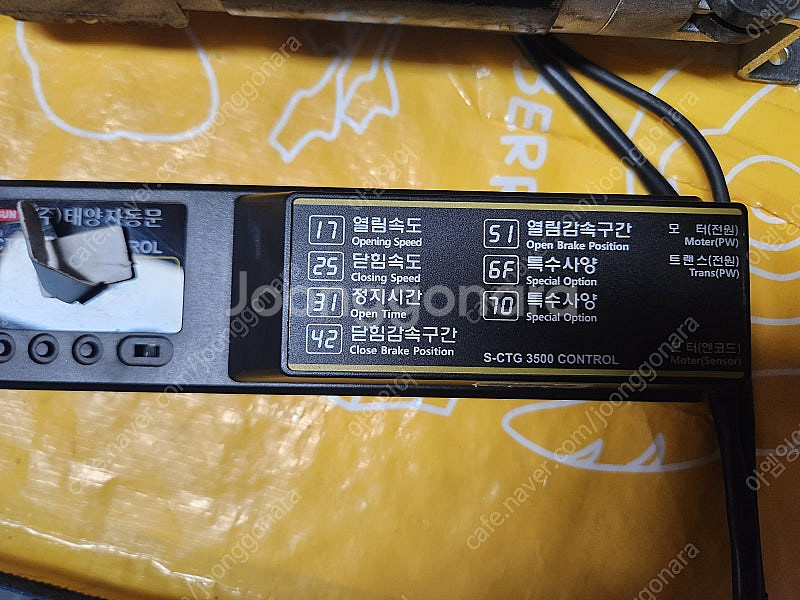 SUN (주)태양자동문
CONTROL
17 열림속도
Opening Speed
25 닫힘속도
Closing Speed
31 정지시간
Open Time
42 닫힘감속구간
Close Brake Position
51 열림감속구간
Open Brake Position
6F 특수사양
Special Option
70 특수사양
Special Option
모 터(전원)
Moter(PW)
트랜스(전원)
Trans(PW)
모 터(엔코드)
Moter(Sensor)
S-CTG 3500 CONTROL
Joonggonara
cafe.naver.com/joonggonara